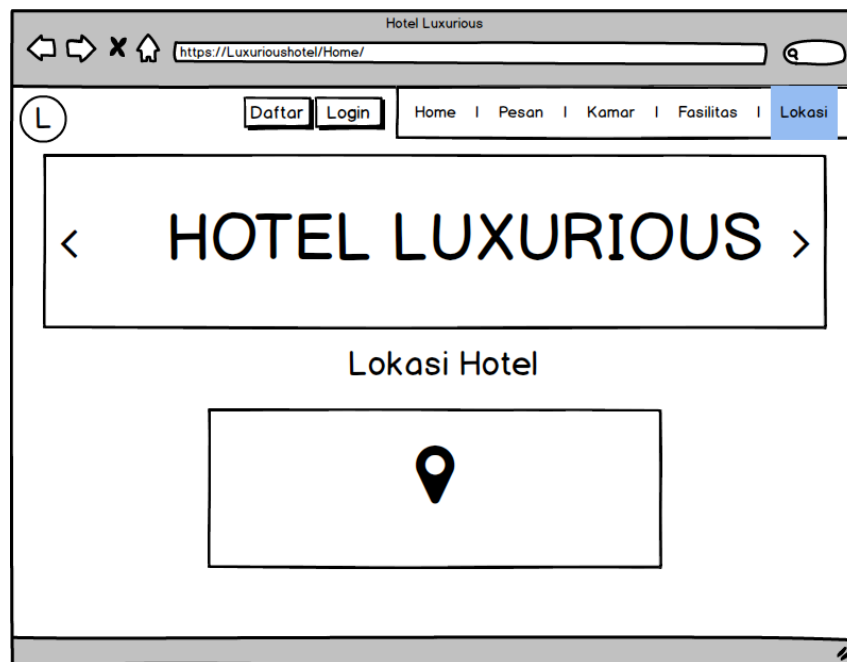 Hotel Luxurious
https://Luxurioushotel/Home/
L
Daftar Login Home I Pesan I Kamar I Fasilitas I Lokasi
HOTEL LUXURIOUS
Lokasi Hotel